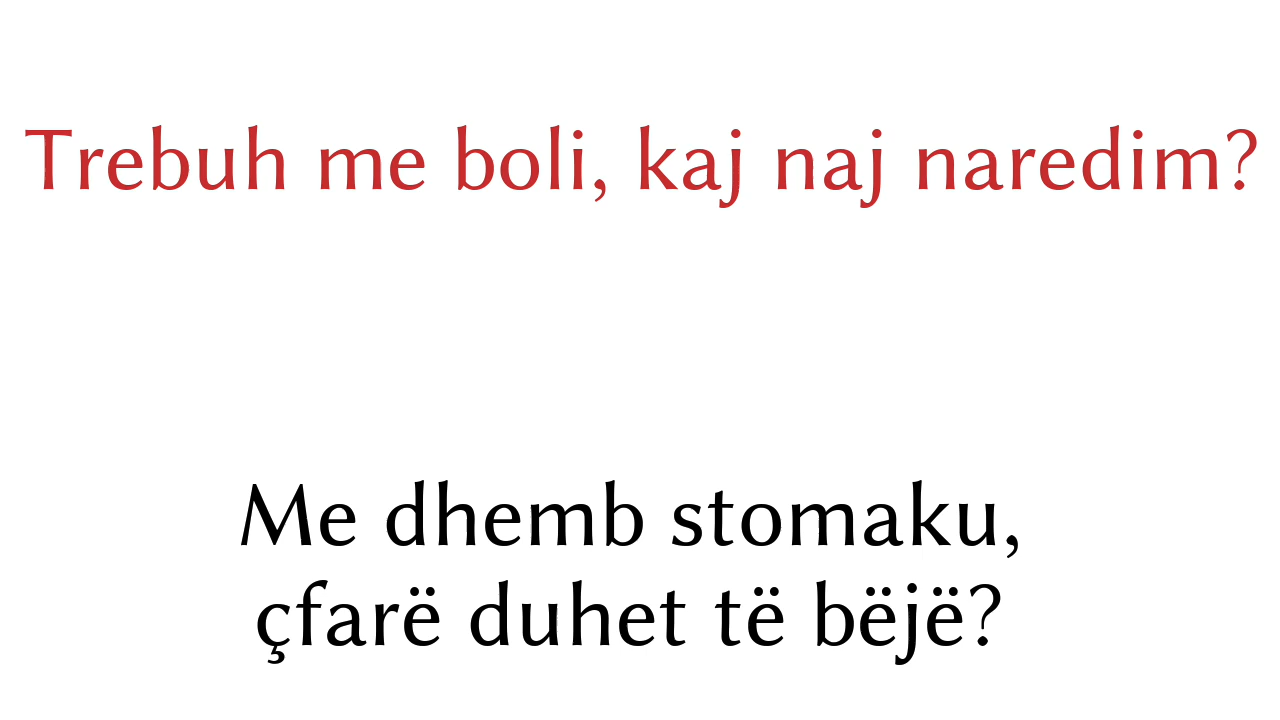 Trebuh me boli, kaj naj naredim?
Me dhemb stomaku,
çfarë duhet të bëjë?